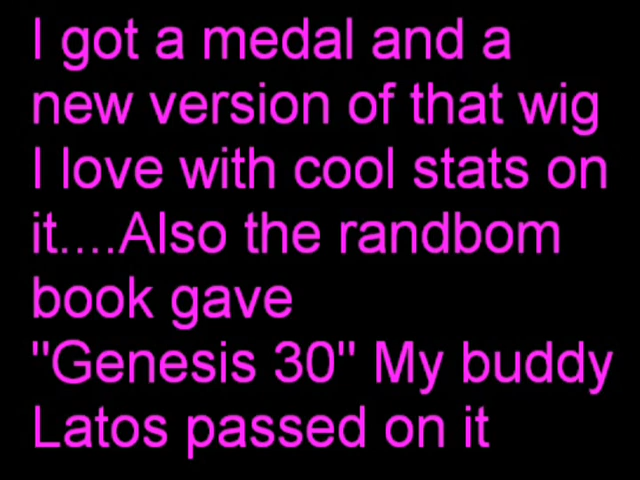 I got a medal and a
new version of that wig
I love with cool stats on
it....Also the randbom
book gave
"Genesis 30" My buddy
Latos passed on it